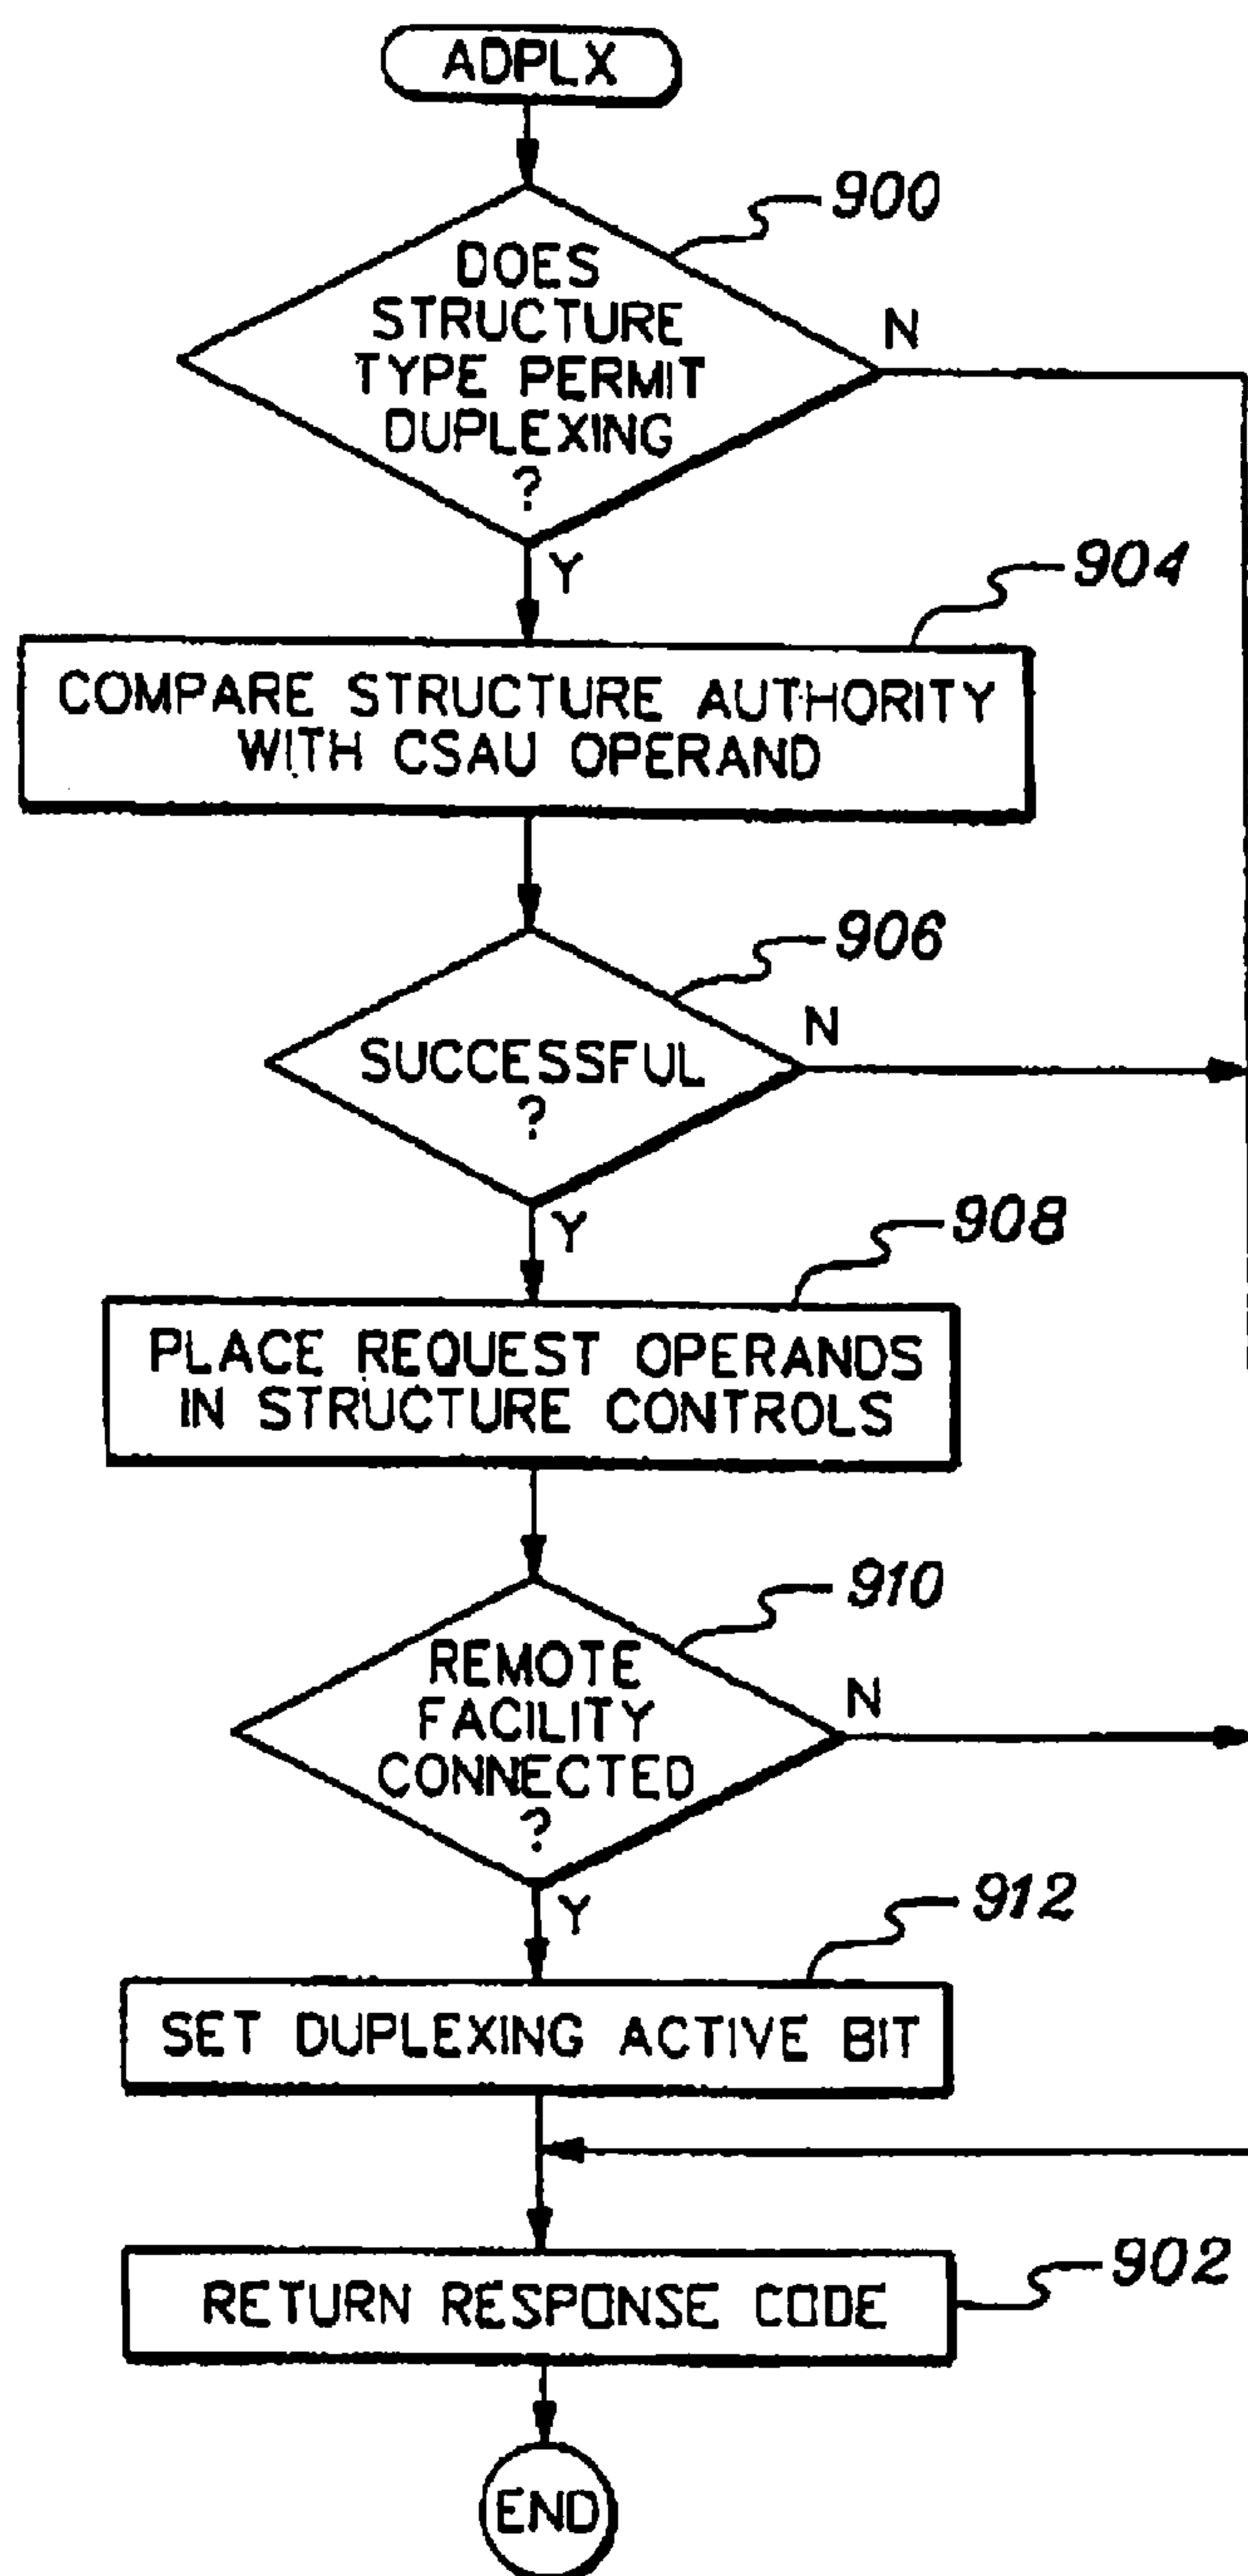 ADPLX
900
DOES
STRUCTURE
TYPE PERMIT
DUPLEXING
?
N
Y
904
COMPARE STRUCTURE AUTHORITY
WITH CSAU OPERAND
906
SUCCESSFUL
?
N
Y
908
PLACE REQUEST OPERANDS
IN STRUCTURE CONTROLS
910
REMOTE
FACILITY
CONNECTED
?
N
Y
912
SET DUPLEXING ACTIVE BIT
902
RETURN RESPONSE CODE
END